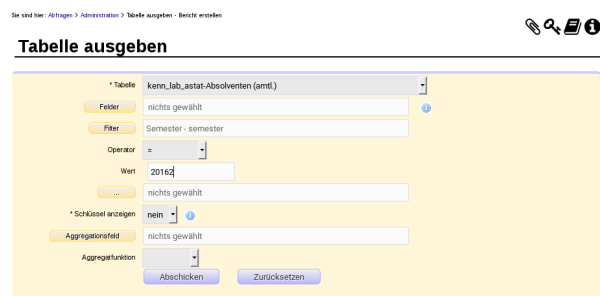 Sie sind hier: Abfragen > Administration > Tabelle ausgeben - Bericht erstellen
Tabelle ausgeben
* Tabelle kenn_lab_astat-Absolventen (amtl.)
Felder nichts gewählt
Filter Semester - semester
Operator =
Wert 20162
... nichts gewählt
* Schlüssel anzeigen nein
Aggregationsfeld nichts gewählt
Aggregatfunktion
Abschicken Zurücksetzen